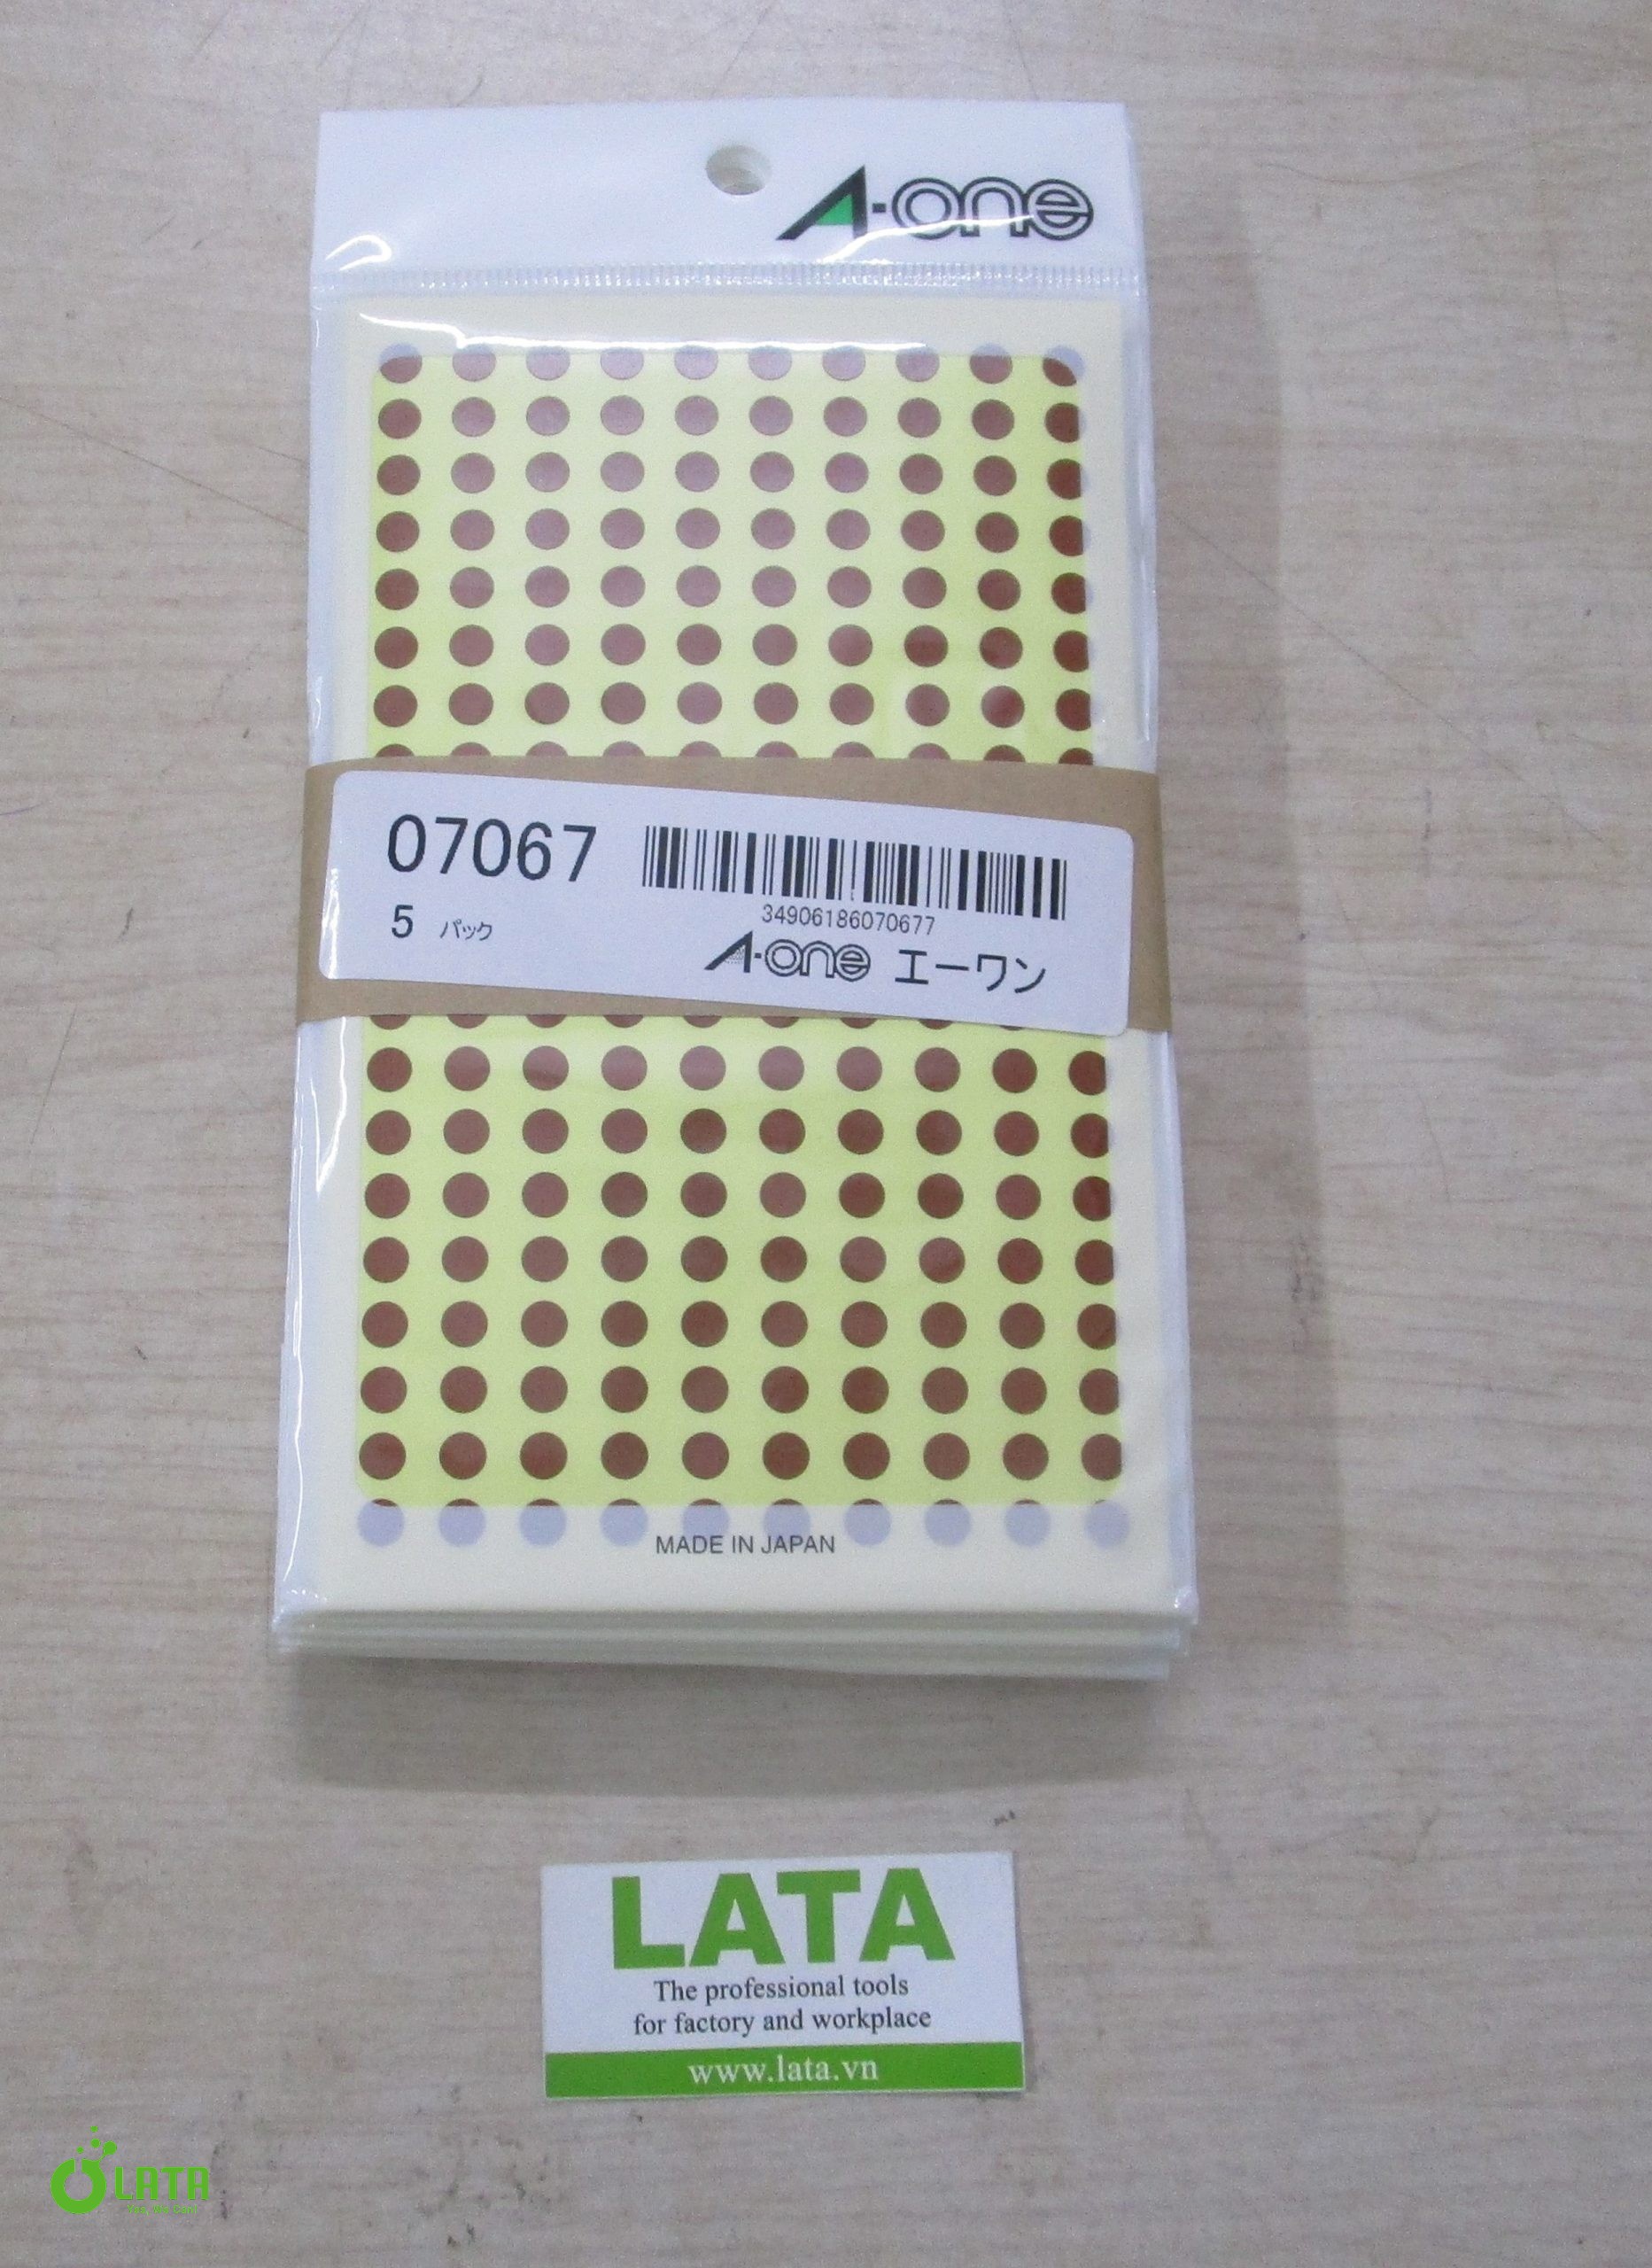 A-one
07067
5 パック
34906186070677
A-one エーワン
MADE IN JAPAN
LATA
The professional tools
for factory and workplace
www.lata.vn
LATA